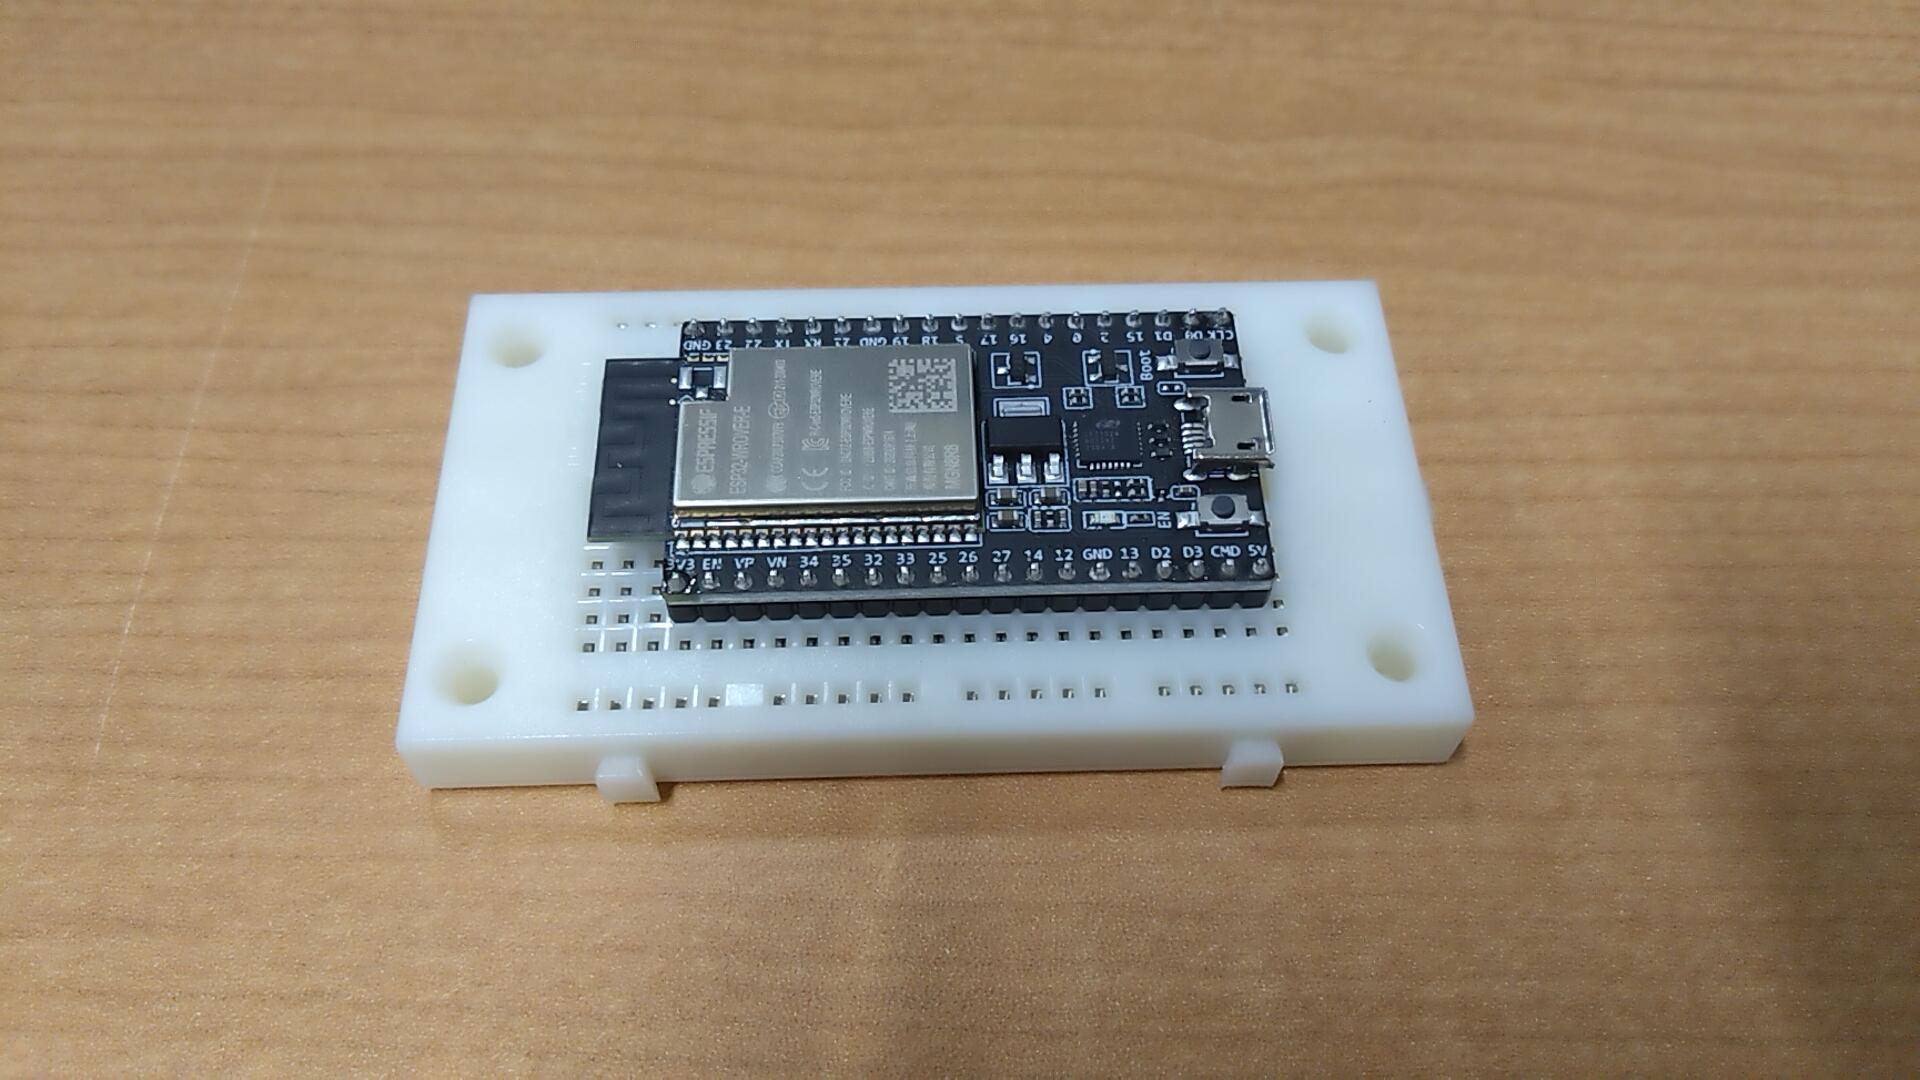 GND 23 22 TX RX 21 GND 19 18 5 17 16 4 0 2 15 D1 D0 CLK
Boot
ESPRESSIF
ESP32-WROVER-E
CE
MGN8R8
EN
3V3 EN VP VN 34 35 32 33 25 26 27 14 12 GND 13 D2 D3 CMD 5V